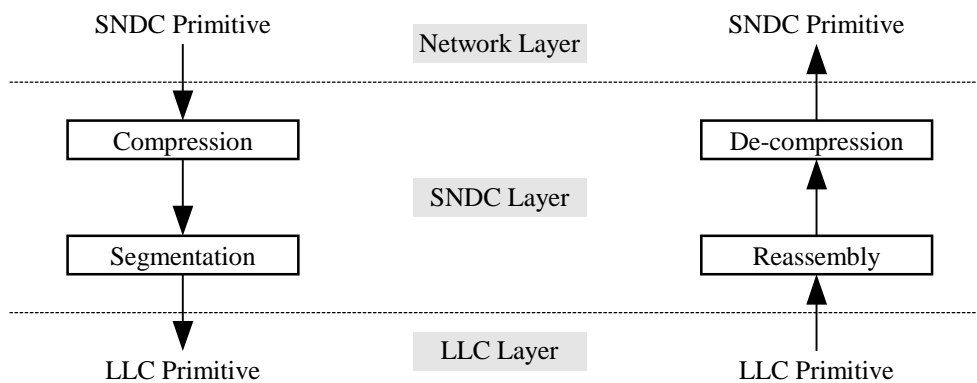 SNDC Primitive
Network Layer
SNDC Primitive
Compression
De-compression
SNDC Layer
Segmentation
Reassembly
LLC Layer
LLC Primitive
LLC Primitive